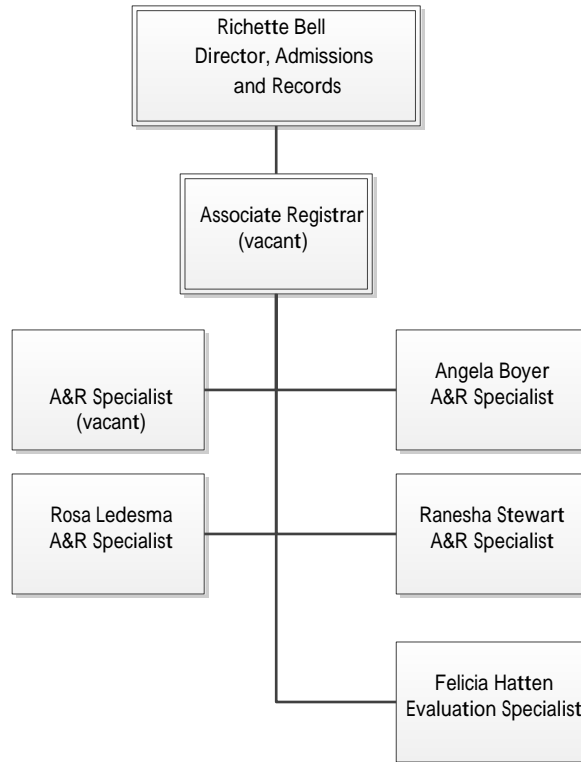 Richette Bell
Director, Admissions
and Records
Associate Registrar
(vacant)
A&R Specialist
(vacant)
Angela Boyer
A&R Specialist
Rosa Ledesma
A&R Specialist
Ranesha Stewart
A&R Specialist
Felicia Hatten
Evaluation Specialist